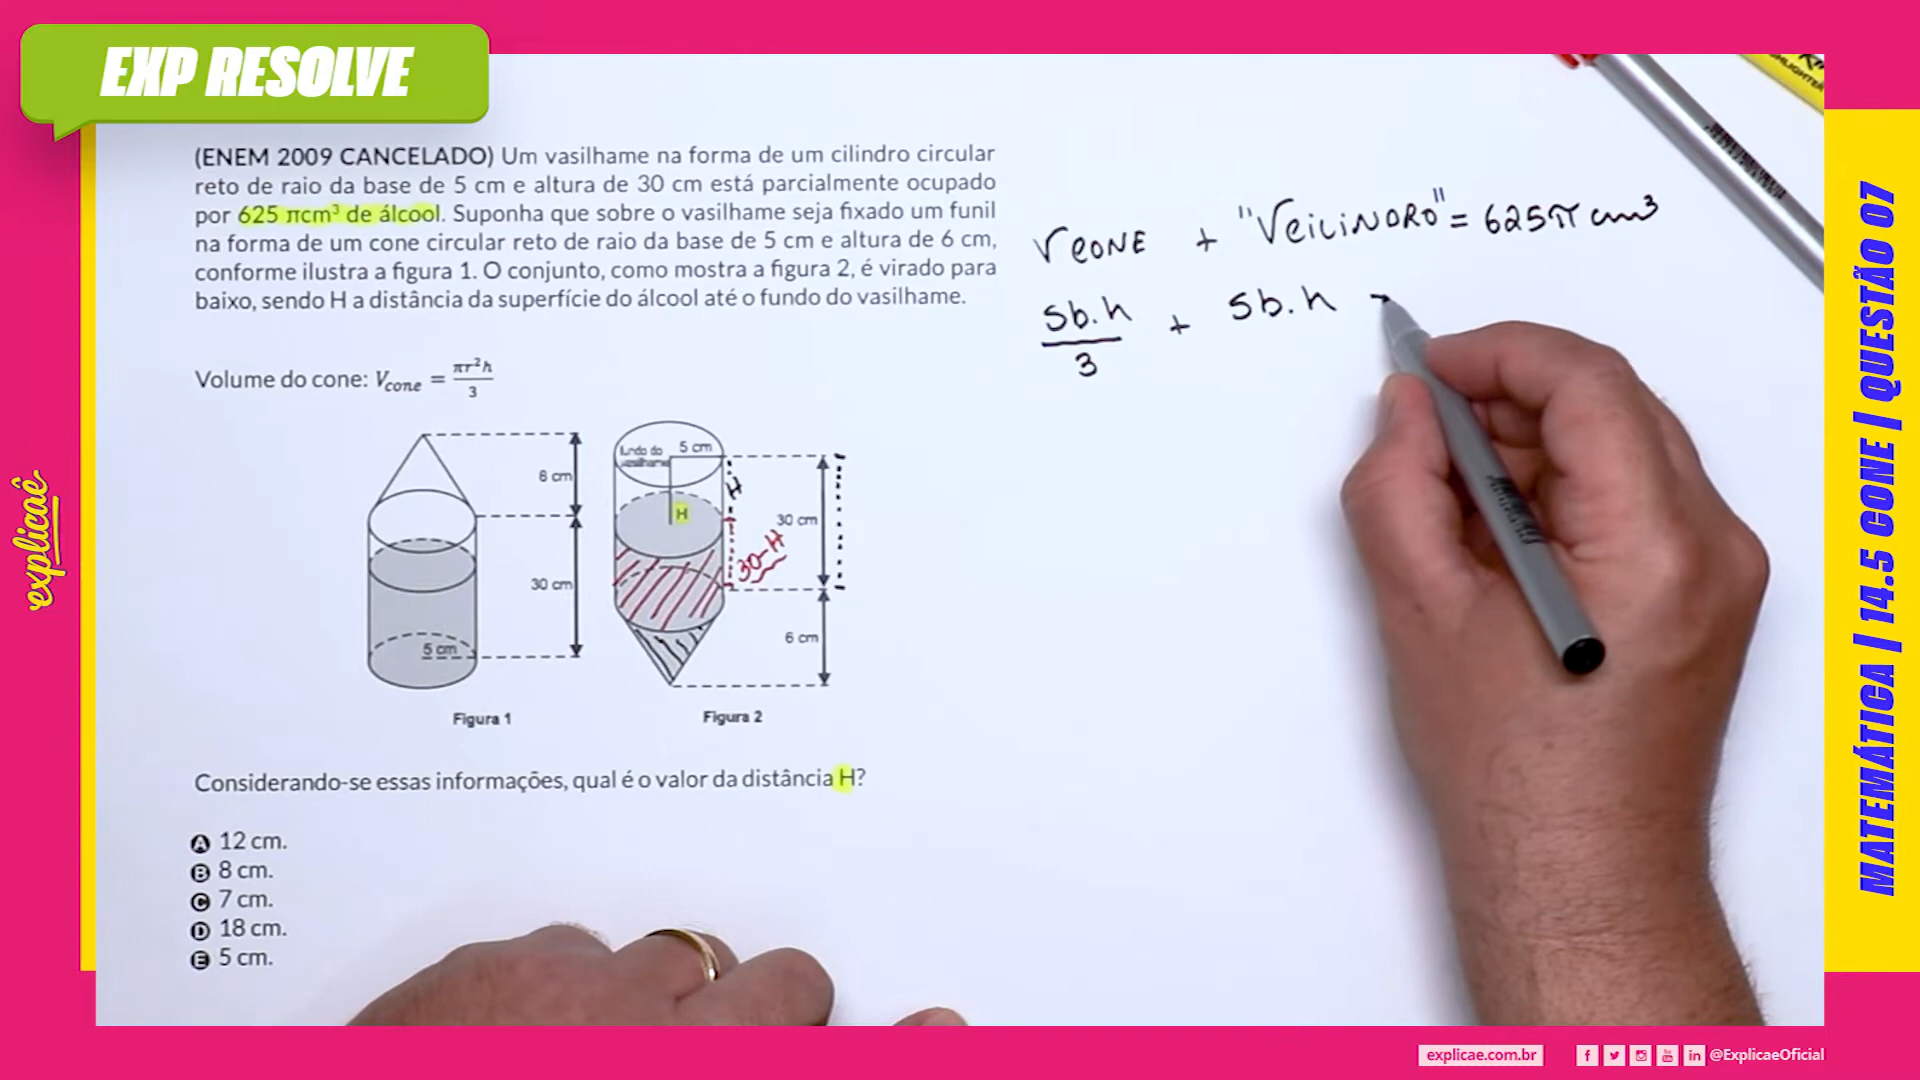 EXP RESOLVE
(ENEM 2009 CANCELADO) Um vasilhame na forma de um cilindro circular
reto de raio da base de 5 cm e altura de 30 cm está parcialmente ocupado
por 625 πcm³ de álcool. Suponha que sobre o vasilhame seja fixado um funil
na forma de um cone circular reto de raio da base de 5 cm e altura de 6 cm,
conforme ilustra a figura 1. O conjunto, como mostra a figura 2, é virado para
baixo, sendo H a distância da superfície do álcool até o fundo do vasilhame.
Volume do cone: Vcone = πr²h/3
6 cm
30 cm
5 cm
Figura 1
fundo do
vasilhame
5 cm
H
H
30-H
30 cm
6 cm
Figura 2
Considerando-se essas informações, qual é o valor da distância H?
A 12 cm.
B 8 cm.
C 7 cm.
D 18 cm.
E 5 cm.
VCONE + "VCILINDRO" = 625π cm³
Sb.h/3 + Sb.h
explicaê
MATEMÁTICA | 14.5 CONE | QUESTÃO 07
explicae.com.br
@ExplicaeOficial